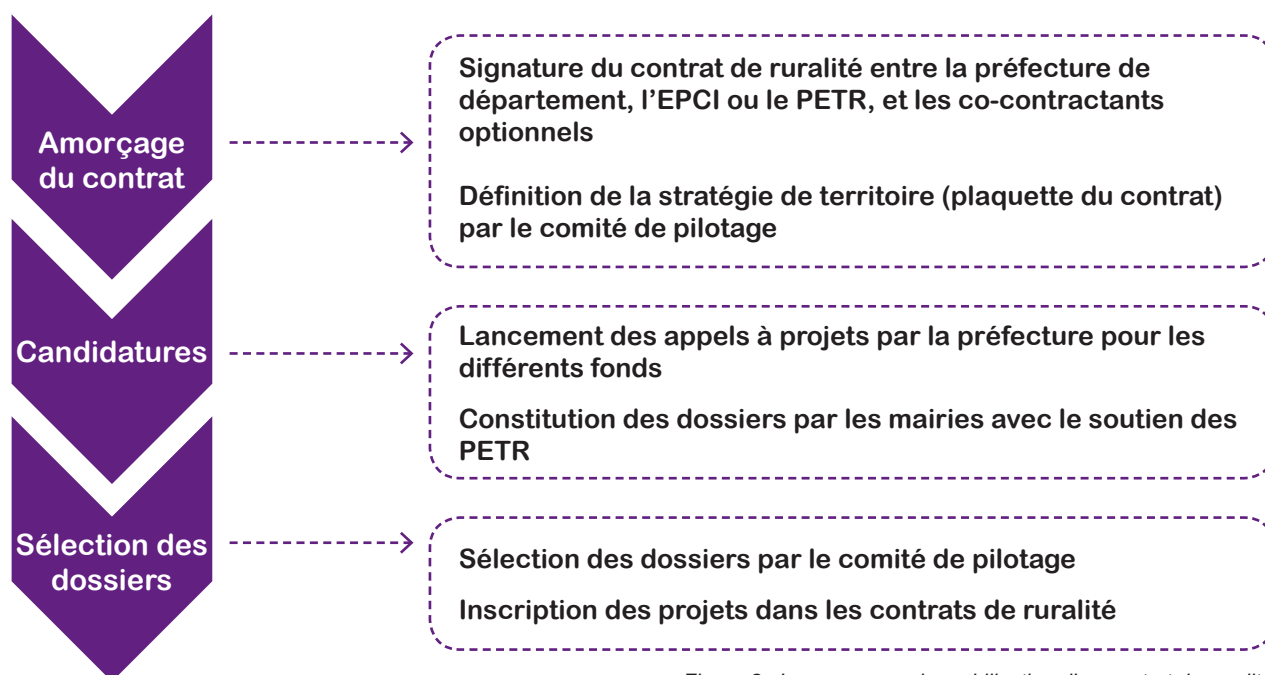 Amorçage
du contrat
Signature du contrat de ruralité entre la préfecture de
département, l’EPCI ou le PETR, et les co-contractants
optionnels
Définition de la stratégie de territoire (plaquette du contrat)
par le comité de pilotage
Candidatures
Lancement des appels à projets par la préfecture pour les
différents fonds
Constitution des dossiers par les mairies avec le soutien des
PETR
Sélection des
dossiers
Sélection des dossiers par le comité de pilotage
Inscription des projets dans les contrats de ruralité